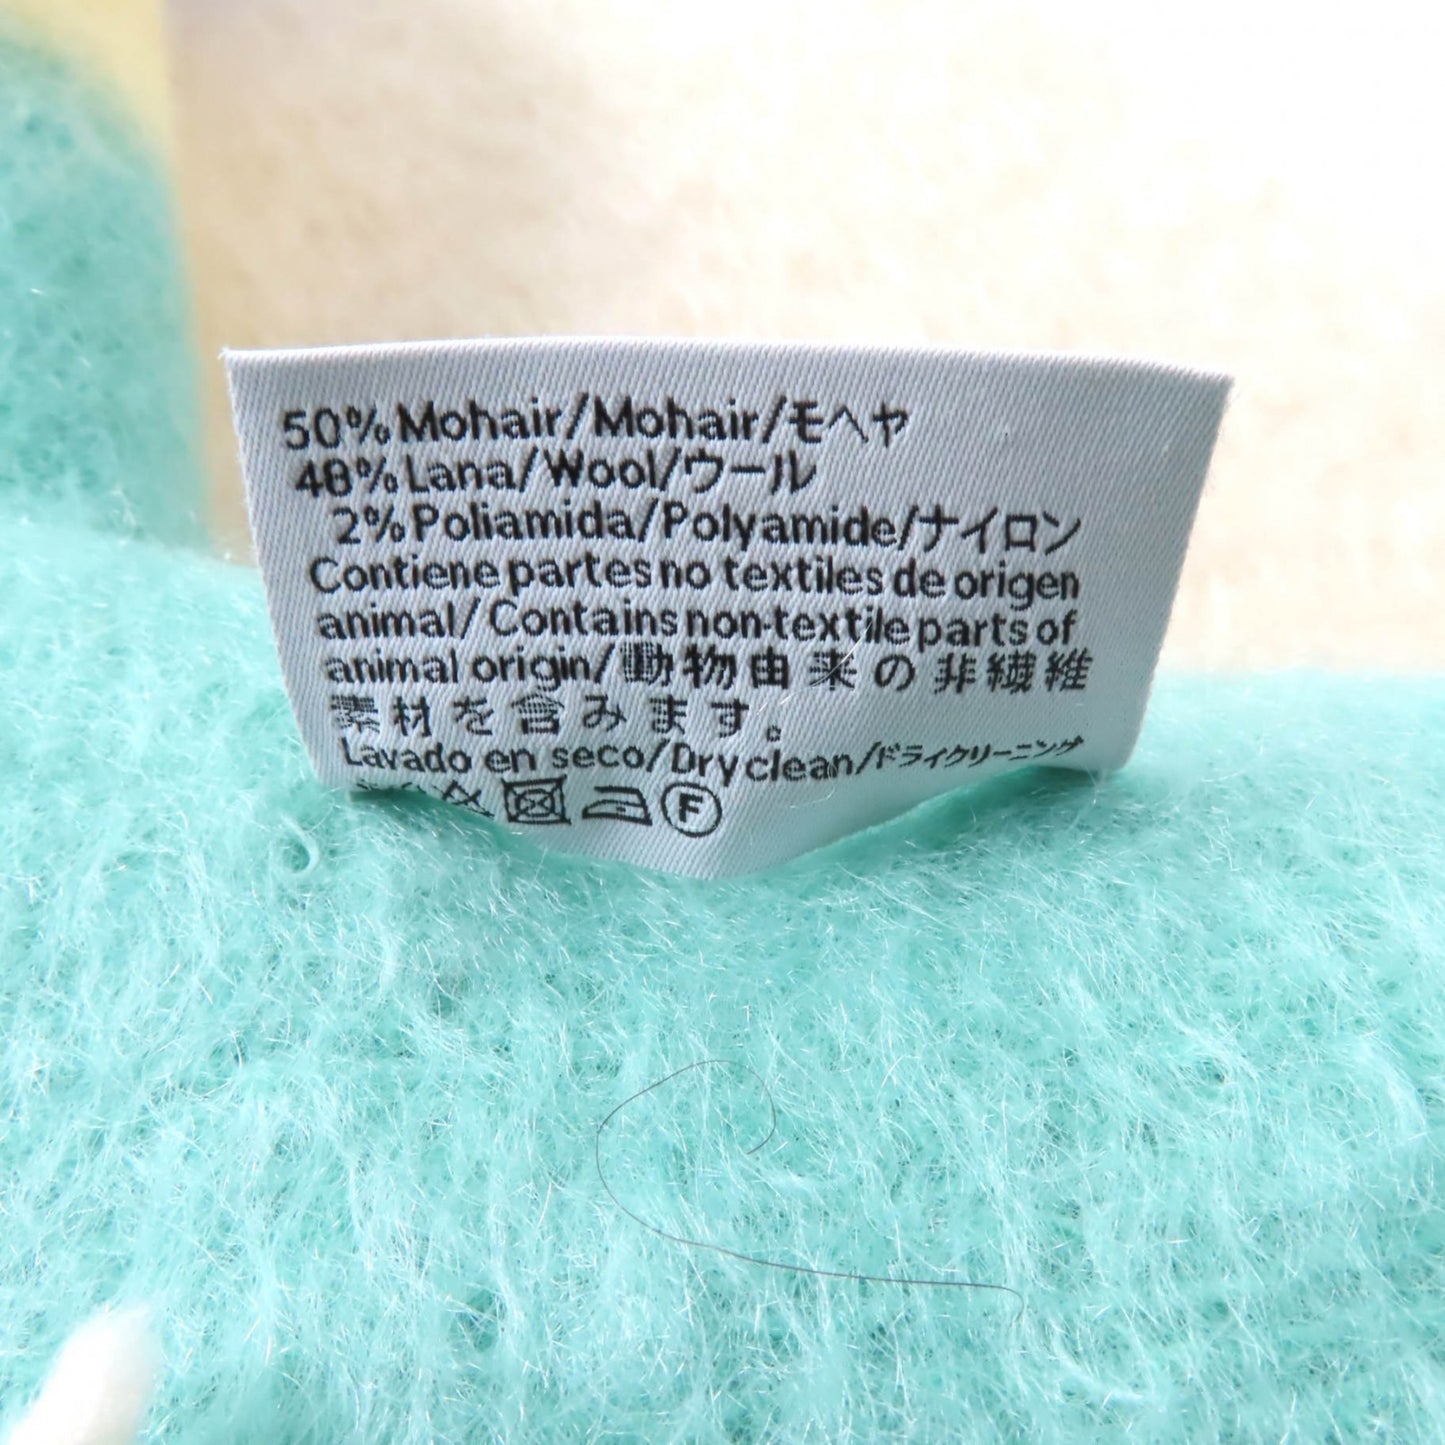 50% Mohair/Mohair/モヘヤ
48% Lana/Wool/ウール
2% Poliamida/Polyamide/ナイロン
Contiene partes no textiles de origen
animal/Contains non-textile parts of
animal origin/動物由来の非繊維
素材を含みます。
Lavado en seco/Dry clean/ドライクリーニング
F